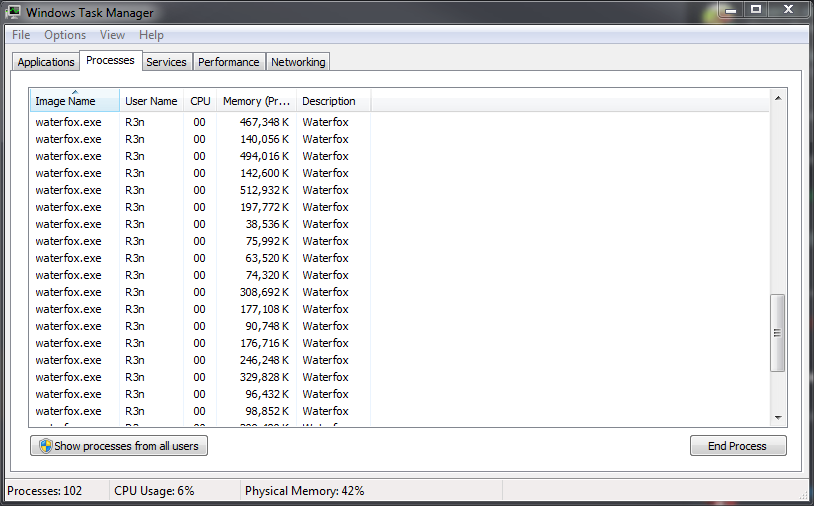 Windows Task Manager
File Options View Help
Applications Processes Services Performance Networking
Image Name User Name CPU Memory (Pr... Description
waterfox.exe R3n 00 467,348 K Waterfox
waterfox.exe R3n 00 140,056 K Waterfox
waterfox.exe R3n 00 494,016 K Waterfox
waterfox.exe R3n 00 142,600 K Waterfox
waterfox.exe R3n 00 512,932 K Waterfox
waterfox.exe R3n 00 197,772 K Waterfox
waterfox.exe R3n 00 38,536 K Waterfox
waterfox.exe R3n 00 75,992 K Waterfox
waterfox.exe R3n 00 63,520 K Waterfox
waterfox.exe R3n 00 74,320 K Waterfox
waterfox.exe R3n 00 308,692 K Waterfox
waterfox.exe R3n 00 177,108 K Waterfox
waterfox.exe R3n 00 90,748 K Waterfox
waterfox.exe R3n 00 176,716 K Waterfox
waterfox.exe R3n 00 246,248 K Waterfox
waterfox.exe R3n 00 329,828 K Waterfox
waterfox.exe R3n 00 96,432 K Waterfox
waterfox.exe R3n 00 98,852 K Waterfox
Show processes from all users End Process
Processes: 102 CPU Usage: 6% Physical Memory: 42%